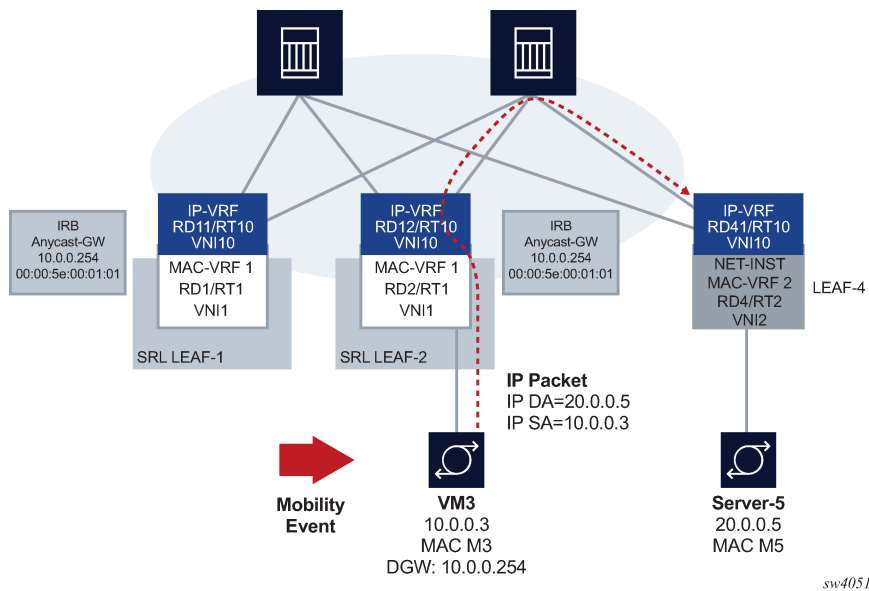 IP-VRF
RD11/RT10
VNI10
IP-VRF
RD12/RT10
VNI10
IP-VRF
RD41/RT10
VNI10
IRB
Anycast-GW
10.0.0.254
00:00:5e:00:01:01
IRB
Anycast-GW
10.0.0.254
00:00:5e:00:01:01
MAC-VRF 1
RD1/RT1
VNI1
MAC-VRF 1
RD2/RT1
VNI1
NET-INST
MAC-VRF 2
RD4/RT2
VNI2
LEAF-4
SRL LEAF-1
SRL LEAF-2
IP Packet
IP DA=20.0.0.5
IP SA=10.0.0.3
Mobility
Event
VM3
10.0.0.3
MAC M3
DGW: 10.0.0.254
Server-5
20.0.0.5
MAC M5
sw4051